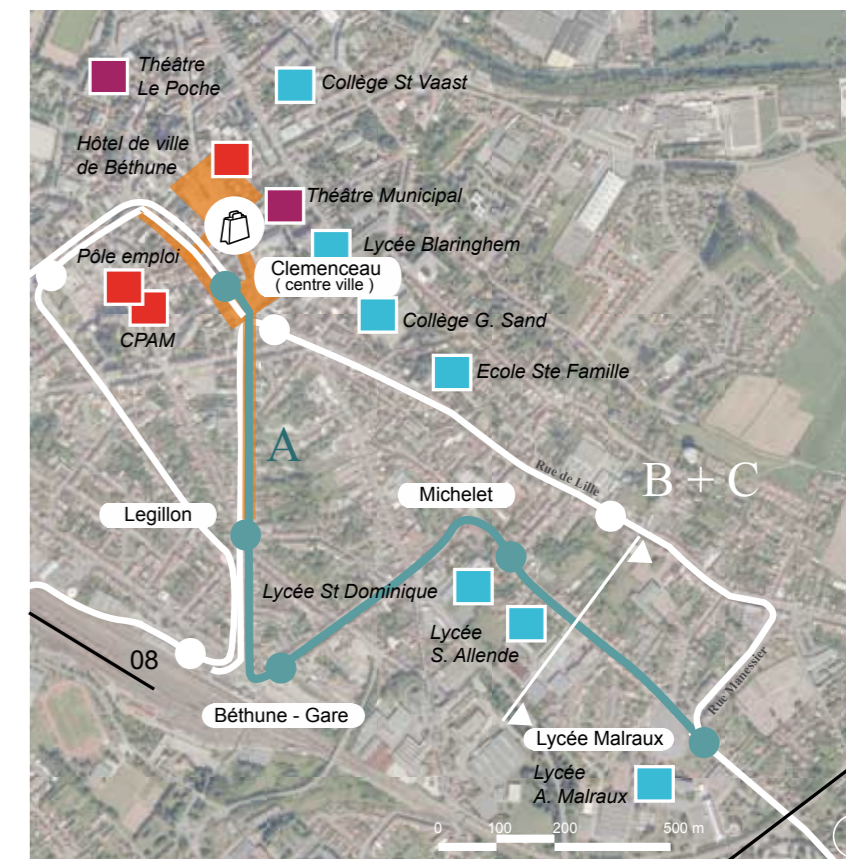 Théâtre
Le Poche
Collège St Vaast
Hôtel de ville
de Béthune
Théâtre Municipal
Lycée Blaringhem
Pôle emploi
Clemenceau
( centre ville )
CPAM
Collège G. Sand
Ecole Ste Famille
A
Rue de Lille
B + C
Michelet
Legillon
Lycée St Dominique
Lycée
S. Allende
08
Rue Manessier
Béthune - Gare
Lycée Malraux
Lycée
A. Malraux
0 100 200 500 m